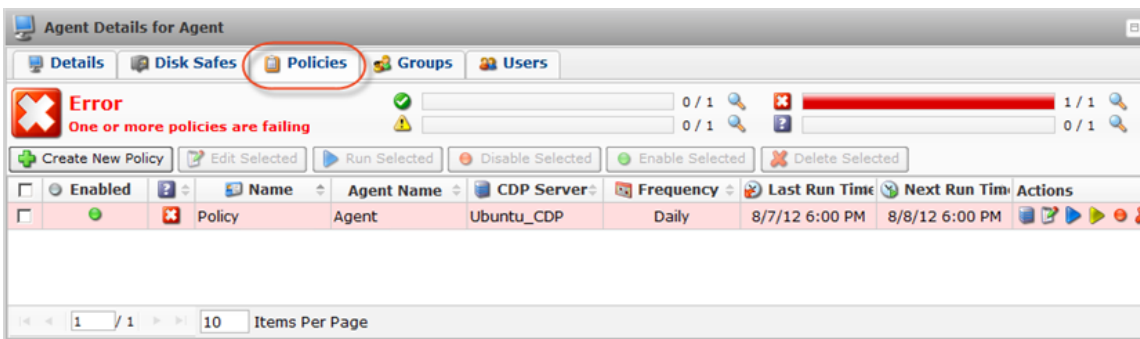 Agent Details for Agent
Details Disk Safes Policies Groups Users
Error
One or more policies are failing
0 / 1 1 / 1
0 / 1 0 / 1
Create New Policy Edit Selected Run Selected Disable Selected Enable Selected Delete Selected
Enabled ? Name Agent Name CDP Server Frequency Last Run Time Next Run Tim Actions
Policy Agent Ubuntu_CDP Daily 8/7/12 6:00 PM 8/8/12 6:00 PM
1 / 1 10 Items Per Page